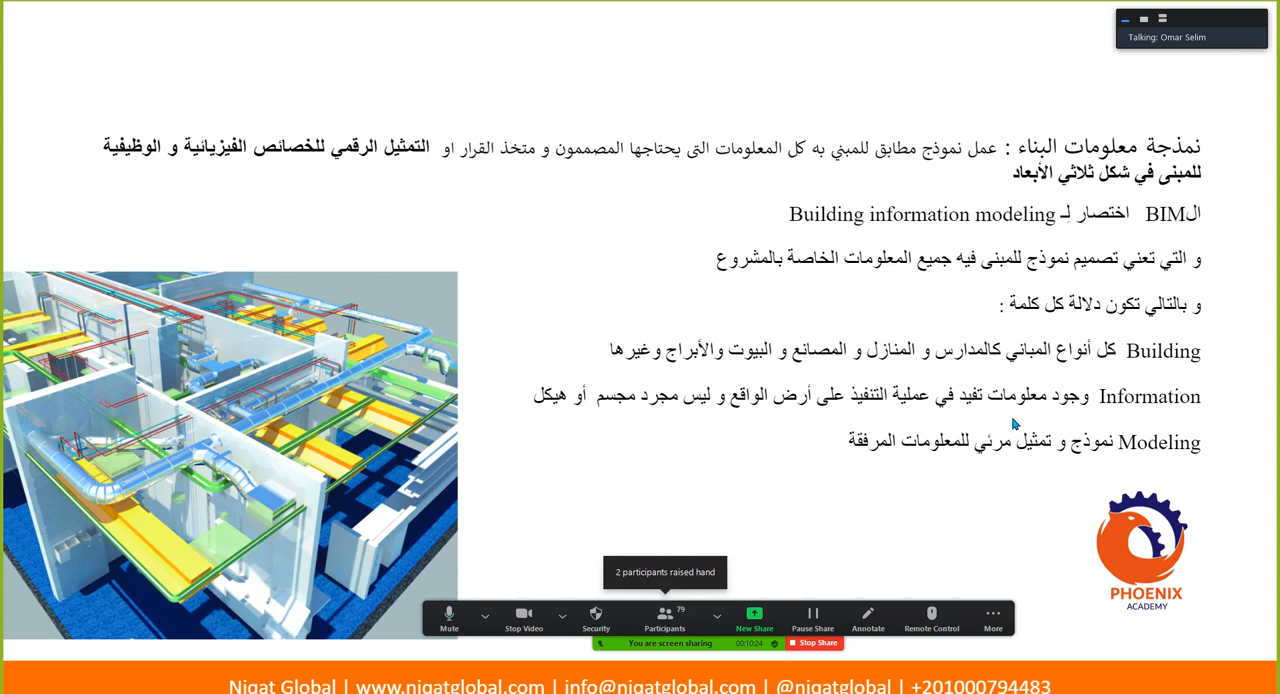 Talking: Omar Selim
نمذجة معلومات البناء : عمل نموذج مطابق للمبني به كل المعلومات التى يحتاجها المصممون و متخذ القرار او التمثيل الرقمي للخصائص الفيزيائية و الوظيفية
للمبنى في شكل ثلاثي الأبعاد
الBIM اختصار لِـ Building information modeling
و التي تعني تصميم نموذج للمبنى فيه جميع المعلومات الخاصة بالمشروع
و بالتالي تكون دلالة كل كلمة :
Building كل أنواع المباني كالمدارس و المنازل و المصانع و البيوت والأبراج وغيرها
Information وجود معلومات تفيد في عملية التنفيذ على أرض الواقع و ليس مجرد مجسم أو هيكل
Modeling نموذج و تمثيل مرئي للمعلومات المرفقة
PHOENIX
ACADEMY
2 participants raised hand
79
Mute Stop Video Security Participants New Share Pause Share Annotate Remote Control More
You are screen sharing 00:10:24 Stop Share
Niqat Global | www.niqatglobal.com | info@niqatglobal.com | @niqatglobal | +201000794483